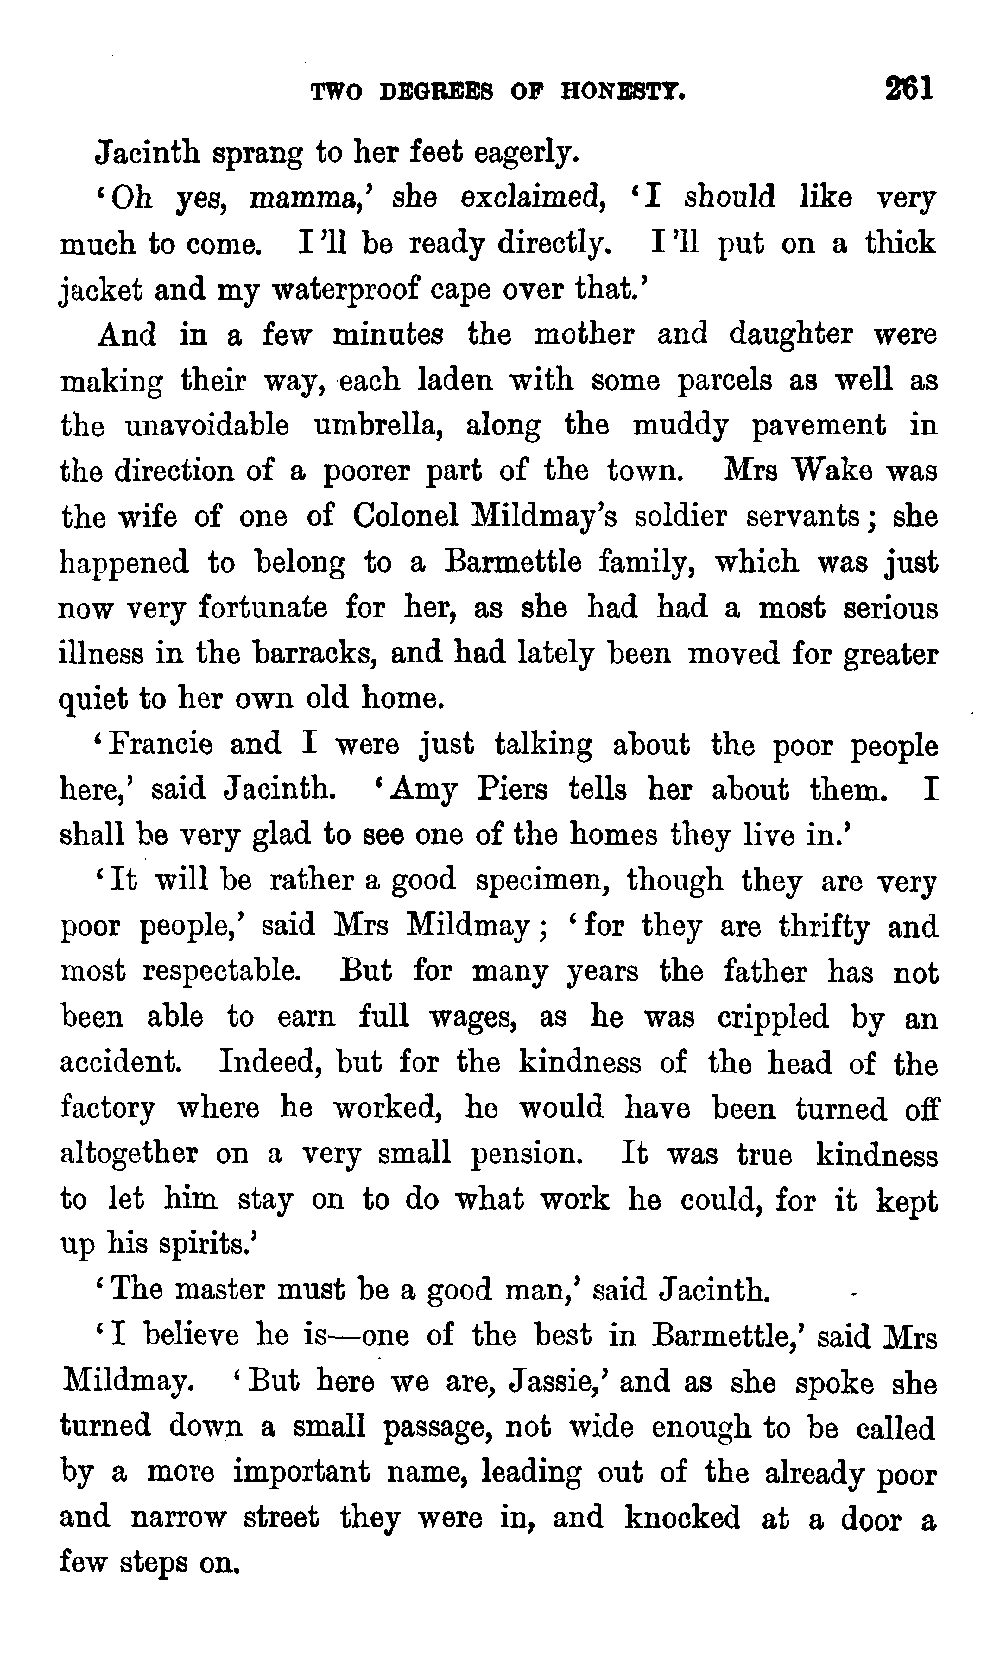 TWO DEGREES OF HONESTY. 261
Jacinth sprang to her feet eagerly.
‘Oh yes, mamma,’ she exclaimed, ‘I should like very
much to come. I ’ll be ready directly. I ’ll put on a thick
jacket and my waterproof cape over that.’
And in a few minutes the mother and daughter were
making their way, each laden with some parcels as well as
the unavoidable umbrella, along the muddy pavement in
the direction of a poorer part of the town. Mrs Wake was
the wife of one of Colonel Mildmay’s soldier servants; she
happened to belong to a Barmettle family, which was just
now very fortunate for her, as she had had a most serious
illness in the barracks, and had lately been moved for greater
quiet to her own old home.
‘Francie and I were just talking about the poor people
here,’ said Jacinth. ‘Amy Piers tells her about them. I
shall be very glad to see one of the homes they live in.’
‘It will be rather a good specimen, though they are very
poor people,’ said Mrs Mildmay; ‘for they are thrifty and
most respectable. But for many years the father has not
been able to earn full wages, as he was crippled by an
accident. Indeed, but for the kindness of the head of the
factory where he worked, he would have been turned off
altogether on a very small pension. It was true kindness
to let him stay on to do what work he could, for it kept
up his spirits.’
‘The master must be a good man,’ said Jacinth.
‘I believe he is—one of the best in Barmettle,’ said Mrs
Mildmay. ‘But here we are, Jassie,’ and as she spoke she
turned down a small passage, not wide enough to be called
by a more important name, leading out of the already poor
and narrow street they were in, and knocked at a door a
few steps on.